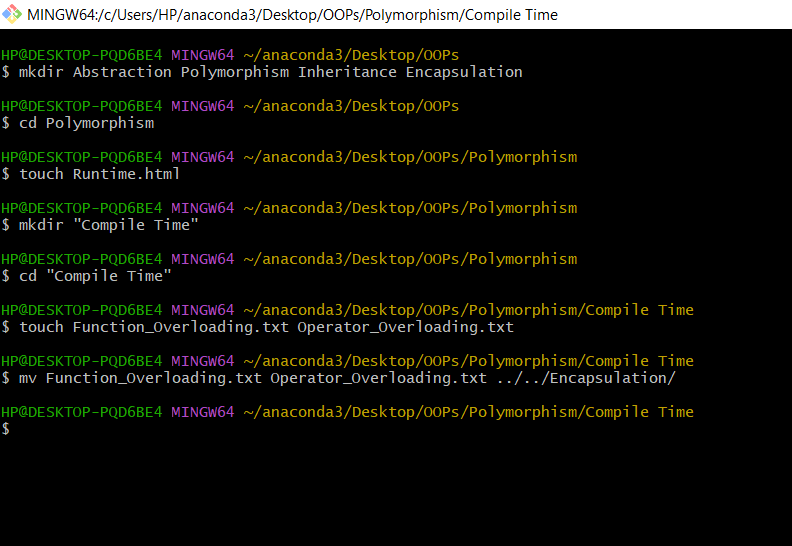 MINGW64:/c/Users/HP/anaconda3/Desktop/OOPs/Polymorphism/Compile Time
HP@DESKTOP-PQD6BE4 MINGW64 ~/anaconda3/Desktop/OOPs
$ mkdir Abstraction Polymorphism Inheritance Encapsulation
HP@DESKTOP-PQD6BE4 MINGW64 ~/anaconda3/Desktop/OOPs
$ cd Polymorphism
HP@DESKTOP-PQD6BE4 MINGW64 ~/anaconda3/Desktop/OOPs/Polymorphism
$ touch Runtime.html
HP@DESKTOP-PQD6BE4 MINGW64 ~/anaconda3/Desktop/OOPs/Polymorphism
$ mkdir "Compile Time"
HP@DESKTOP-PQD6BE4 MINGW64 ~/anaconda3/Desktop/OOPs/Polymorphism
$ cd "Compile Time"
HP@DESKTOP-PQD6BE4 MINGW64 ~/anaconda3/Desktop/OOPs/Polymorphism/Compile Time
$ touch Function_Overloading.txt Operator_Overloading.txt
HP@DESKTOP-PQD6BE4 MINGW64 ~/anaconda3/Desktop/OOPs/Polymorphism/Compile Time
$ mv Function_Overloading.txt Operator_Overloading.txt ../../Encapsulation/
HP@DESKTOP-PQD6BE4 MINGW64 ~/anaconda3/Desktop/OOPs/Polymorphism/Compile Time
$